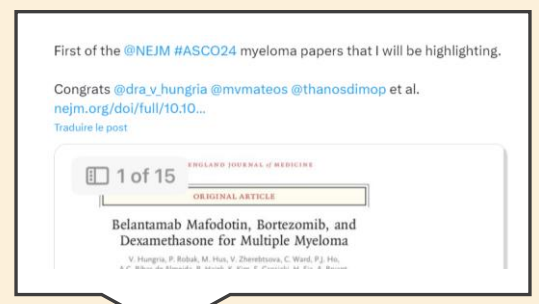 First of the @NEJM #ASCO24 myeloma papers that I will be highlighting.
Congrats @dra_v_hungria @mvmateos @thanosdimop et al.
nejm.org/doi/full/10.10...
Traduire le post
1 of 15
ENGLAND JOURNAL of MEDICINE
ORIGINAL ARTICLE
Belantamab Mafodotin, Bortezomib, and
Dexamethasone for Multiple Myeloma
V. Hungria, P. Robak, M. Hus, V. Zherebtsova, C. Ward, P.J. Ho,